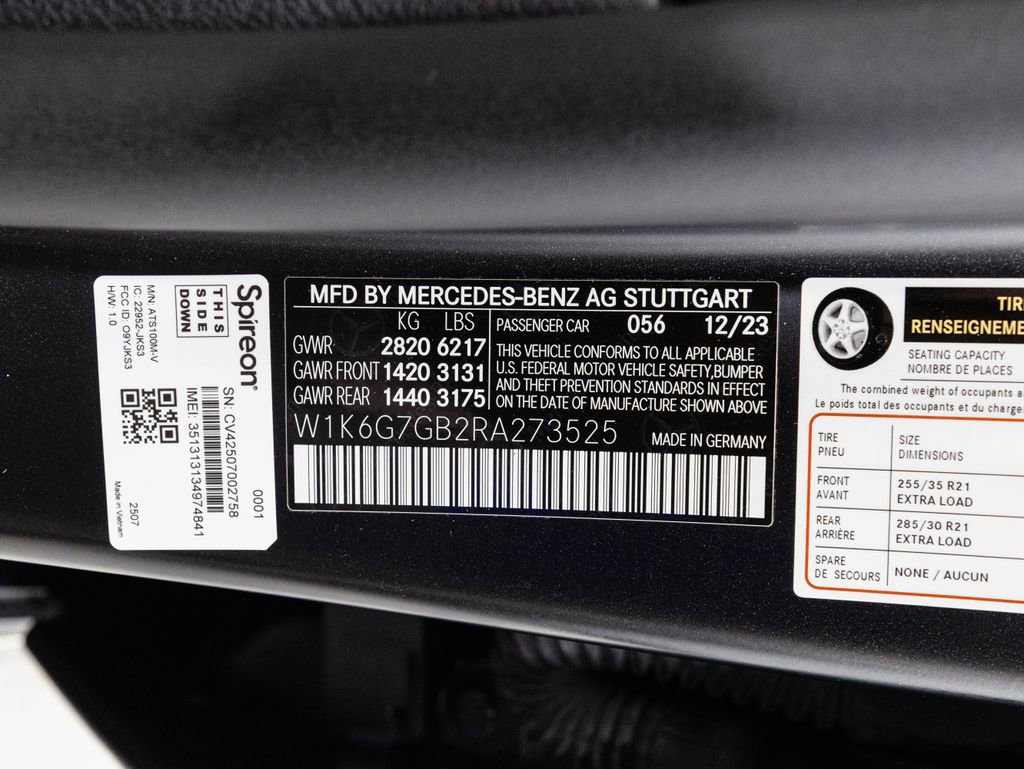 Spireon®
THIS
SIDE
DOWN
M/N: ATS100M-V
IC: 22952-JKS3
FCC ID: O9YJKS3
H/W: 1.0
SN: CV42507002758
IMEI: 351313134974841
0001
2507
Made in Vietnam
MFD BY MERCEDES-BENZ AG STUTTGART
KG LBS
GVWR 2820 6217
GAWR FRONT 1420 3131
GAWR REAR 1440 3175
PASSENGER CAR 056 12/23
THIS VEHICLE CONFORMS TO ALL APPLICABLE
U.S. FEDERAL MOTOR VEHICLE SAFETY,BUMPER
AND THEFT PREVENTION STANDARDS IN EFFECT
ON THE DATE OF MANUFACTURE SHOWN ABOVE
W1K6G7GB2RA273525
MADE IN GERMANY
TIR
RENSEIGNEME
SEATING CAPACITY
NOMBRE DE PLACES
The combined weight of occupants a
Le poids total des occupants et du charge
TIRE SIZE
PNEU DIMENSIONS
FRONT 255/35 R21
AVANT EXTRA LOAD
REAR 285/30 R21
ARRIÈRE EXTRA LOAD
SPARE NONE / AUCUN
DE SECOURS